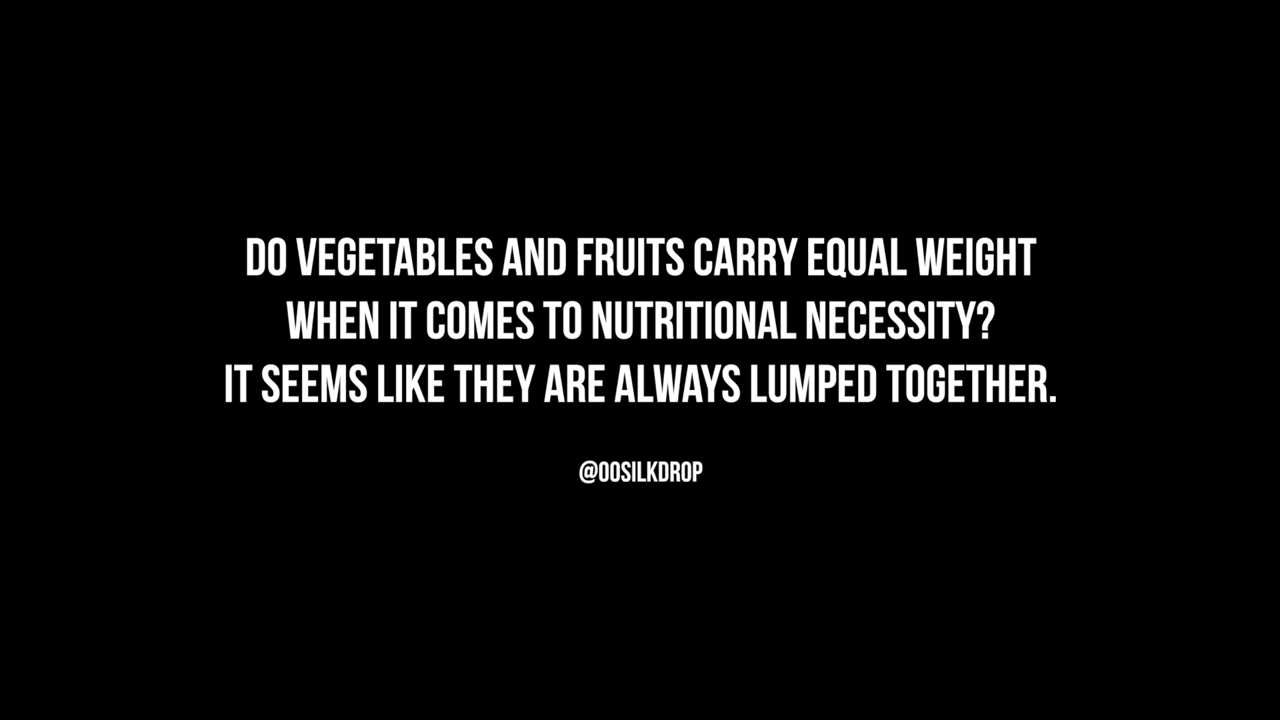 DO VEGETABLES AND FRUITS CARRY EQUAL WEIGHT
WHEN IT COMES TO NUTRITIONAL NECESSITY?
IT SEEMS LIKE THEY ARE ALWAYS LUMPED TOGETHER.
@OOSILKDROP